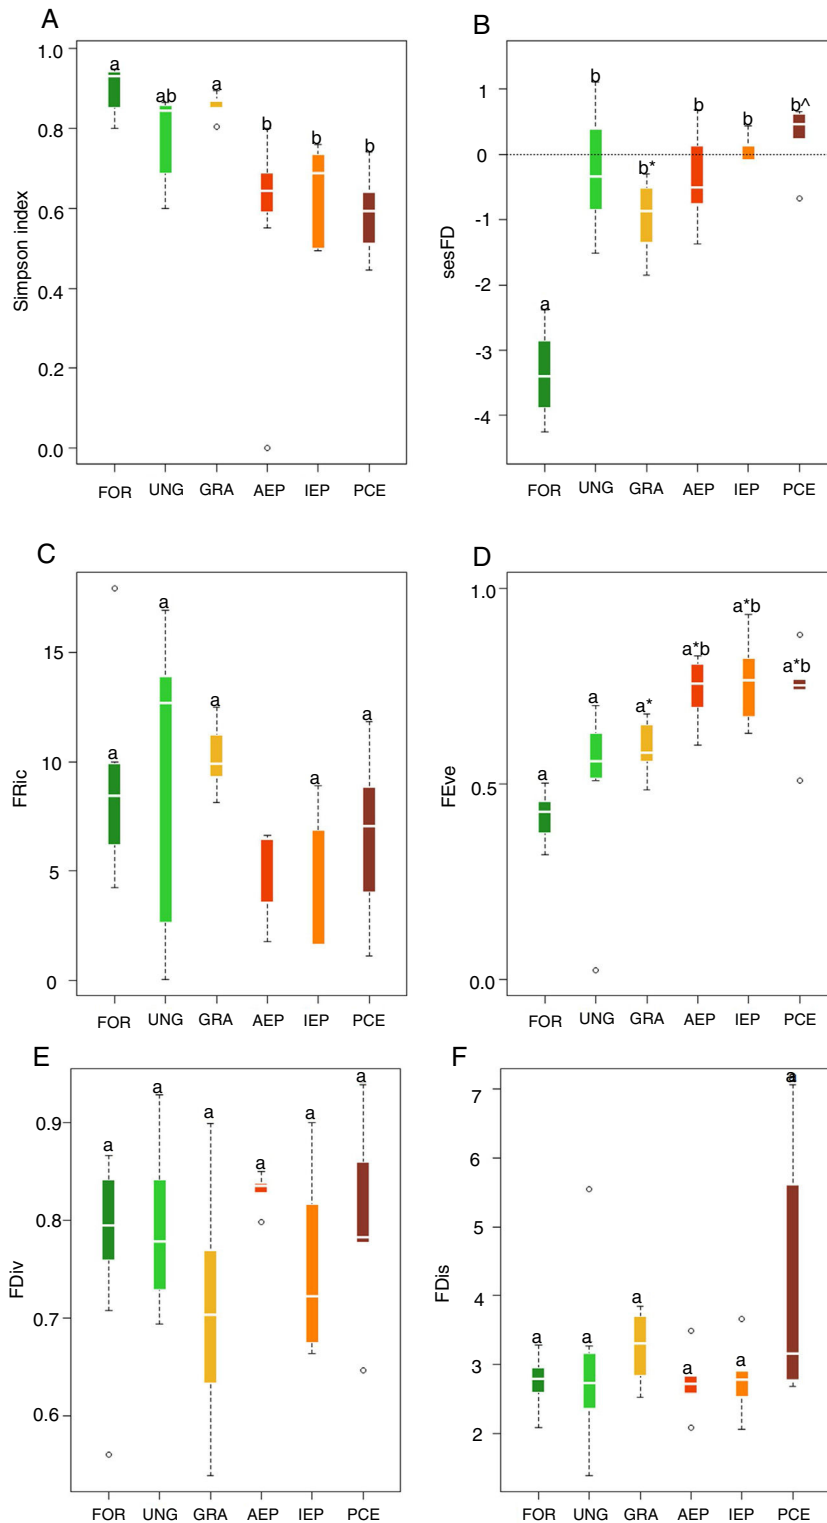 A
Simpson index
1.0
0.8
0.6
0.4
0.2
0.0
a
ab
a
b
b
b
FOR UNG GRA AEP IEP PCE
B
sesFD
1
0
-1
-2
-3
-4
a
b
b*
b
b
b^
FOR UNG GRA AEP IEP PCE
C
FRic
15
10
5
0
a
a
a
a
a
FOR UNG GRA AEP IEP PCE
D
FEve
1.0
0.5
0.0
a
a
a*
a*b
a*b
a*b
FOR UNG GRA AEP IEP PCE
E
FDiv
0.9
0.8
0.7
0.6
a
a
a
a
a
a
FOR UNG GRA AEP IEP PCE
F
FDis
7
6
5
4
3
2
a
a
a
a
a
a
FOR UNG GRA AEP IEP PCE